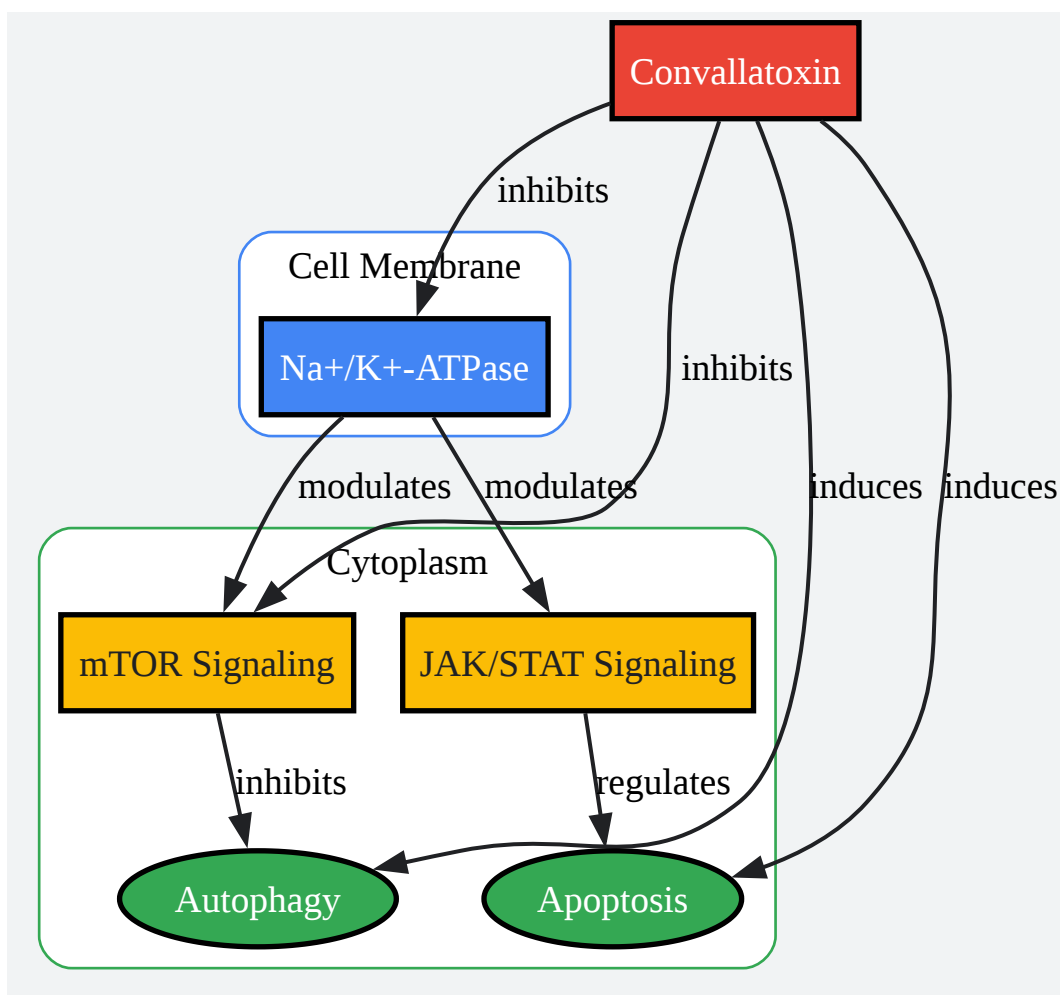 Convallatoxin
inhibits
Cell Membrane
Na+/K+-ATPase
inhibits
modulates
modulates
induces
induces
Cytoplasm
mTOR Signaling
JAK/STAT Signaling
inhibits
regulates
Autophagy
Apoptosis